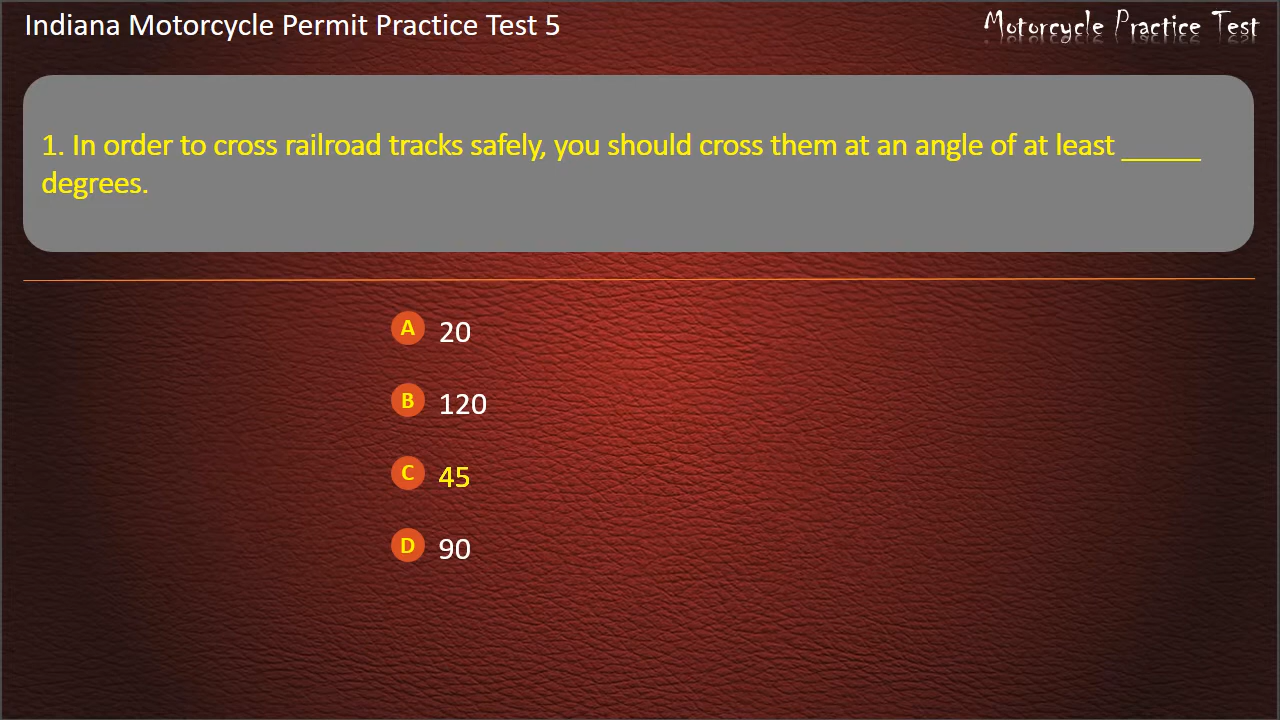 Indiana Motorcycle Permit Practice Test 5
Motorcycle Practice Test
1. In order to cross railroad tracks safely, you should cross them at an angle of at least _____
degrees.
A 20
B 120
C 45
D 90